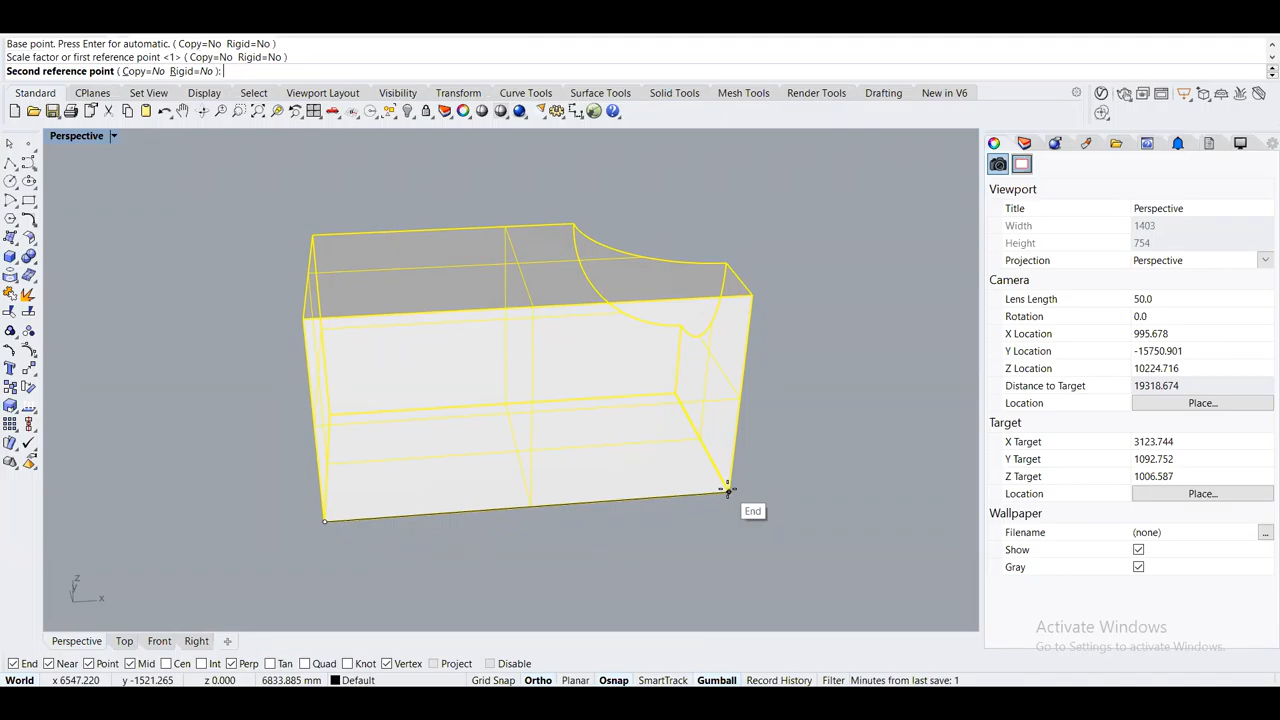 Base point. Press Enter for automatic. ( Copy=No Rigid=No )
Scale factor or first reference point <1> ( Copy=No Rigid=No )
Second reference point ( Copy=No Rigid=No ):
Standard CPlanes Set View Display Select Viewport Layout Visibility Transform Curve Tools Surface Tools Solid Tools Mesh Tools Render Tools Drafting New in V6
Perspective
Viewport
Title Perspective
Width 1403
Height 754
Projection Perspective
Camera
Lens Length 50.0
Rotation 0.0
X Location 995.678
Y Location -15750.901
Z Location 10224.716
Distance to Target 19318.674
Location Place...
Target
X Target 3123.744
Y Target 1092.752
Z Target 1006.587
Location Place...
Wallpaper
Filename (none) ...
Show
Gray
End
z
x
Activate Windows
Go to Settings to activate Windows.
Perspective Top Front Right
End Near Point Mid Cen Int Perp Tan Quad Knot Vertex Project Disable
World x 6547.220 y -1521.265 z 0.000 6833.885 mm Default Grid Snap Ortho Planar Osnap SmartTrack Gumball Record History Filter Minutes from last save: 1